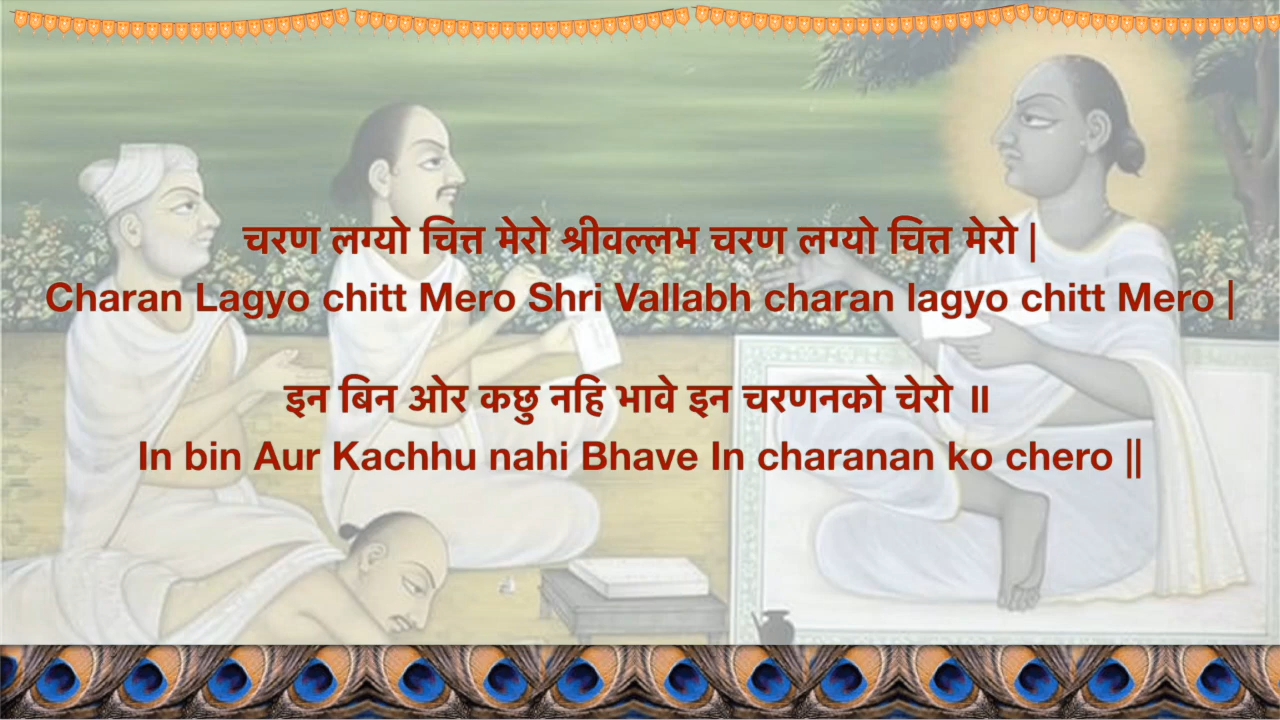 चरण लग्यो चित्त मेरो श्रीवल्लभ चरण लग्यो चित्त मेरो |
Charan Lagyo chitt Mero Shri Vallabh charan lagyo chitt Mero |
इन बिन ओर कछु नहि भावे इन चरणनको चेरो ॥
In bin Aur Kachhu nahi Bhave In charanan ko chero ||